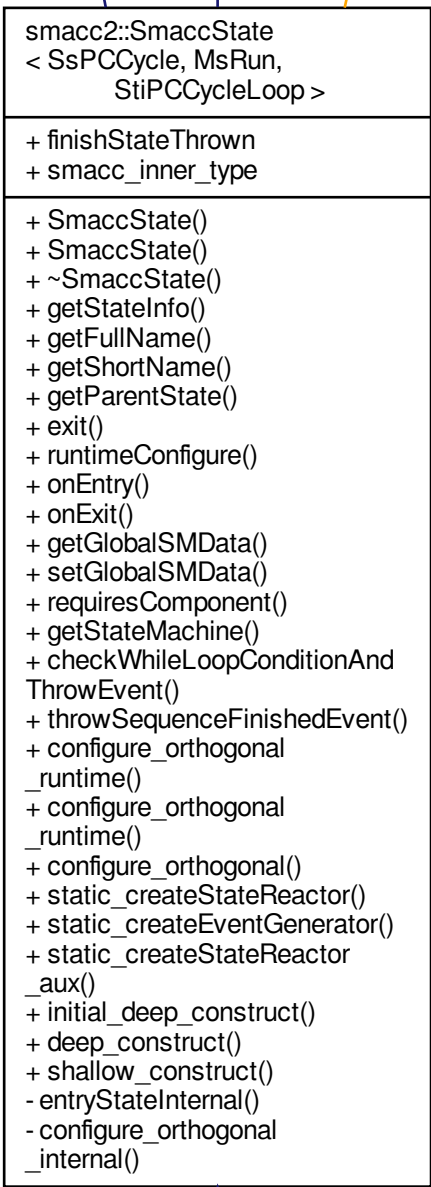 smacc2::SmaccState
< SsPCCycle, MsRun,
StiPCCycleLoop >
+ finishStateThrown
+ smacc_inner_type
+ SmaccState()
+ SmaccState()
+ ~SmaccState()
+ getStateInfo()
+ getFullName()
+ getShortName()
+ getParentState()
+ exit()
+ runtimeConfigure()
+ onEntry()
+ onExit()
+ getGlobalSMData()
+ setGlobalSMData()
+ requiresComponent()
+ getStateMachine()
+ checkWhileLoopConditionAnd
ThrowEvent()
+ throwSequenceFinishedEvent()
+ configure_orthogonal
_runtime()
+ configure_orthogonal
_runtime()
+ configure_orthogonal()
+ static_createStateReactor()
+ static_createEventGenerator()
+ static_createStateReactor
_aux()
+ initial_deep_construct()
+ deep_construct()
+ shallow_construct()
- entryStateInternal()
- configure_orthogonal
_internal()